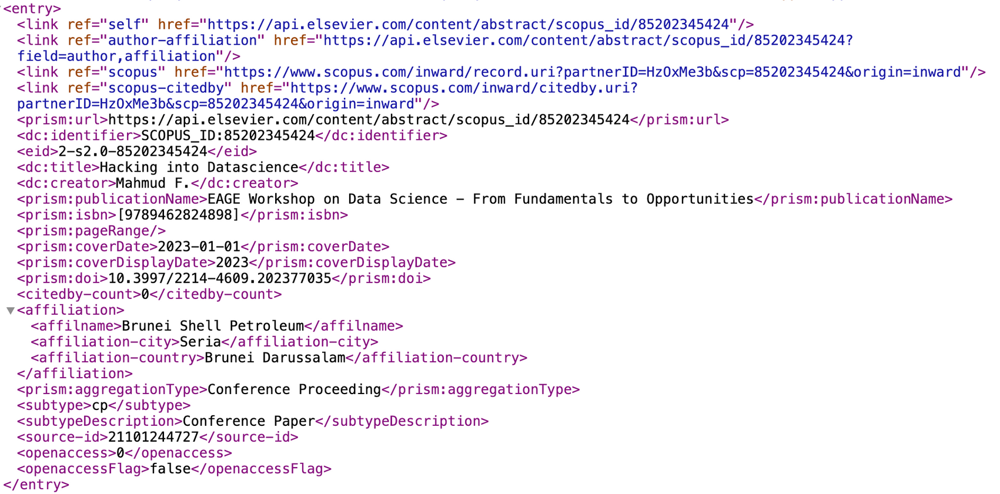 <entry>
<link ref="self" href="https://api.elsevier.com/content/abstract/scopus_id/85202345424"/>
<link ref="author-affiliation" href="https://api.elsevier.com/content/abstract/scopus_id/85202345424?
field=author,affiliation"/>
<link ref="scopus" href="https://www.scopus.com/inward/record.uri?partnerID=HzOxMe3b&scp=85202345424&origin=inward"/>
<link ref="scopus-citedby" href="https://www.scopus.com/inward/citedby.uri?
partnerID=HzOxMe3b&scp=85202345424&origin=inward"/>
<prism:url>https://api.elsevier.com/content/abstract/scopus_id/85202345424</prism:url>
<dc:identifier>SCOPUS_ID:85202345424</dc:identifier>
<eid>2-s2.0-85202345424</eid>
<dc:title>Hacking into Datascience</dc:title>
<dc:creator>Mahmud F.</dc:creator>
<prism:publicationName>EAGE Workshop on Data Science – From Fundamentals to Opportunities</prism:publicationName>
<prism:isbn>[9789462824898]</prism:isbn>
<prism:pageRange/>
<prism:coverDate>2023-01-01</prism:coverDate>
<prism:coverDisplayDate>2023</prism:coverDisplayDate>
<prism:doi>10.3997/2214-4609.202377035</prism:doi>
<citedby-count>0</citedby-count>
<affiliation>
<affilname>Brunei Shell Petroleum</affilname>
<affiliation-city>Seria</affiliation-city>
<affiliation-country>Brunei Darussalam</affiliation-country>
</affiliation>
<prism:aggregationType>Conference Proceeding</prism:aggregationType>
<subtype>cp</subtype>
<subtypeDescription>Conference Paper</subtypeDescription>
<source-id>21101244727</source-id>
<openaccess>0</openaccess>
<openaccessFlag>false</openaccessFlag>
</entry>